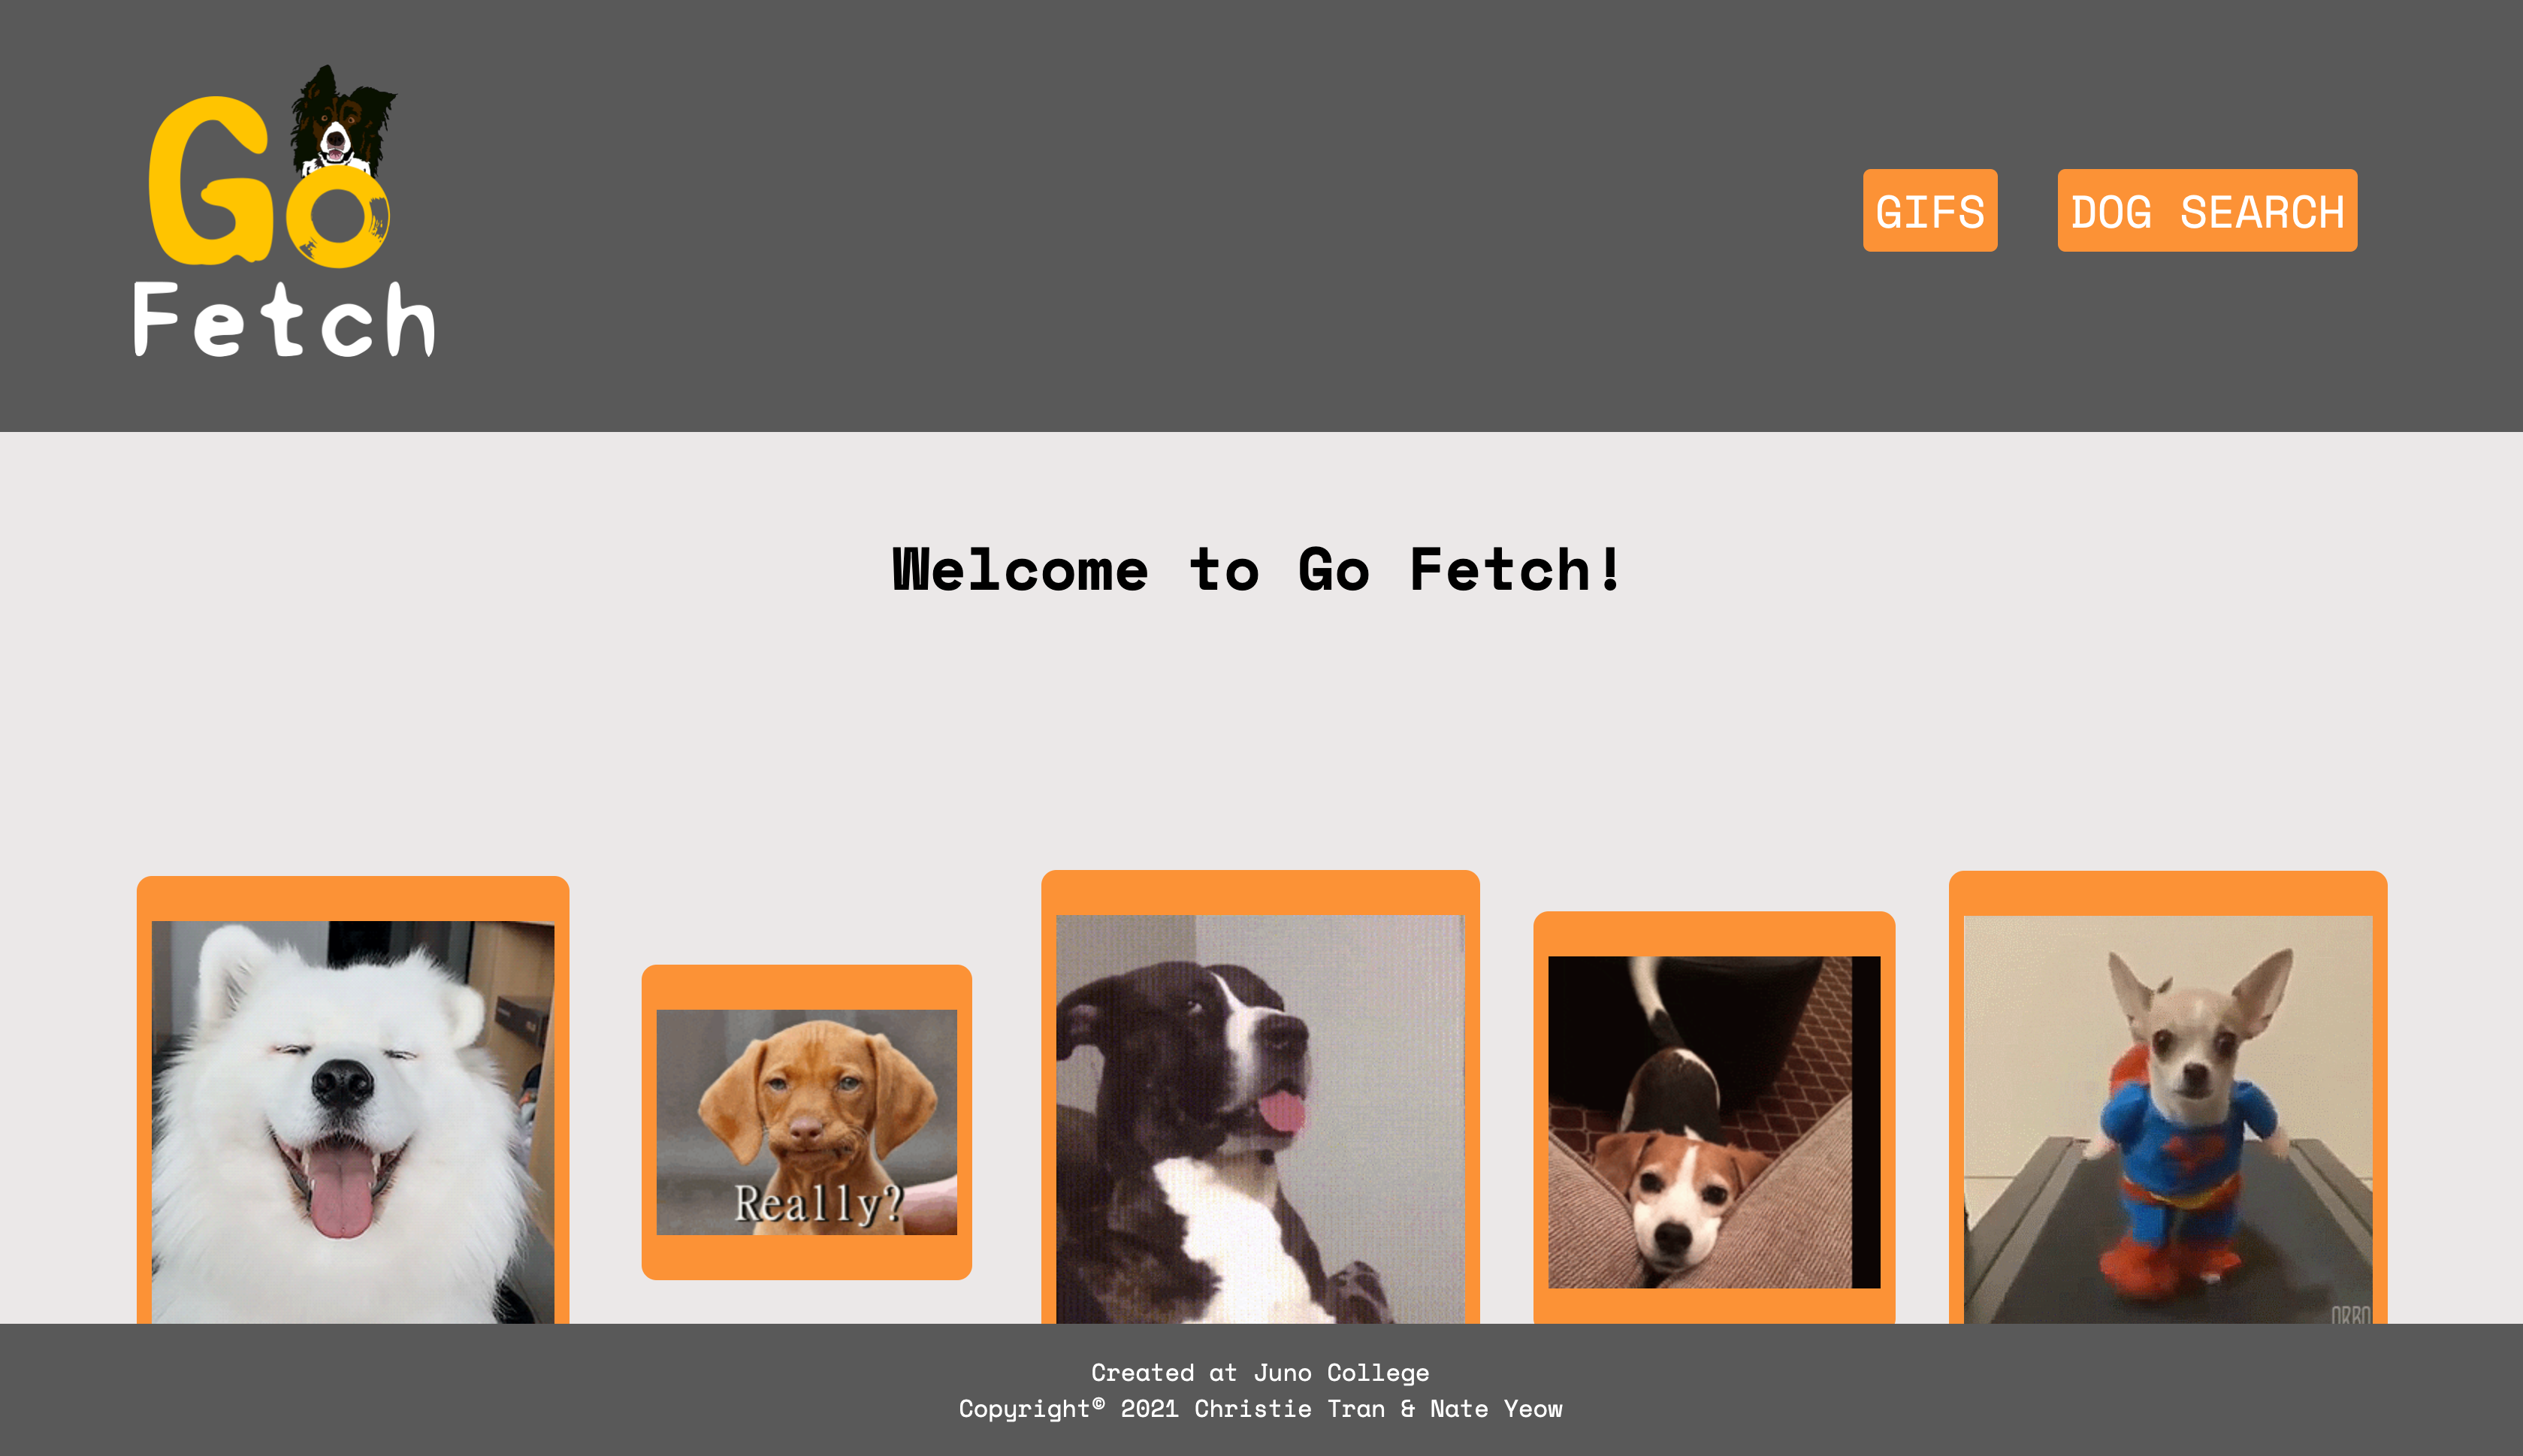 Go
Fetch
GIFS
DOG SEARCH
Welcome to Go Fetch!
Really?
Created at Juno College
Copyright© 2021 Christie Tran & Nate Yeow